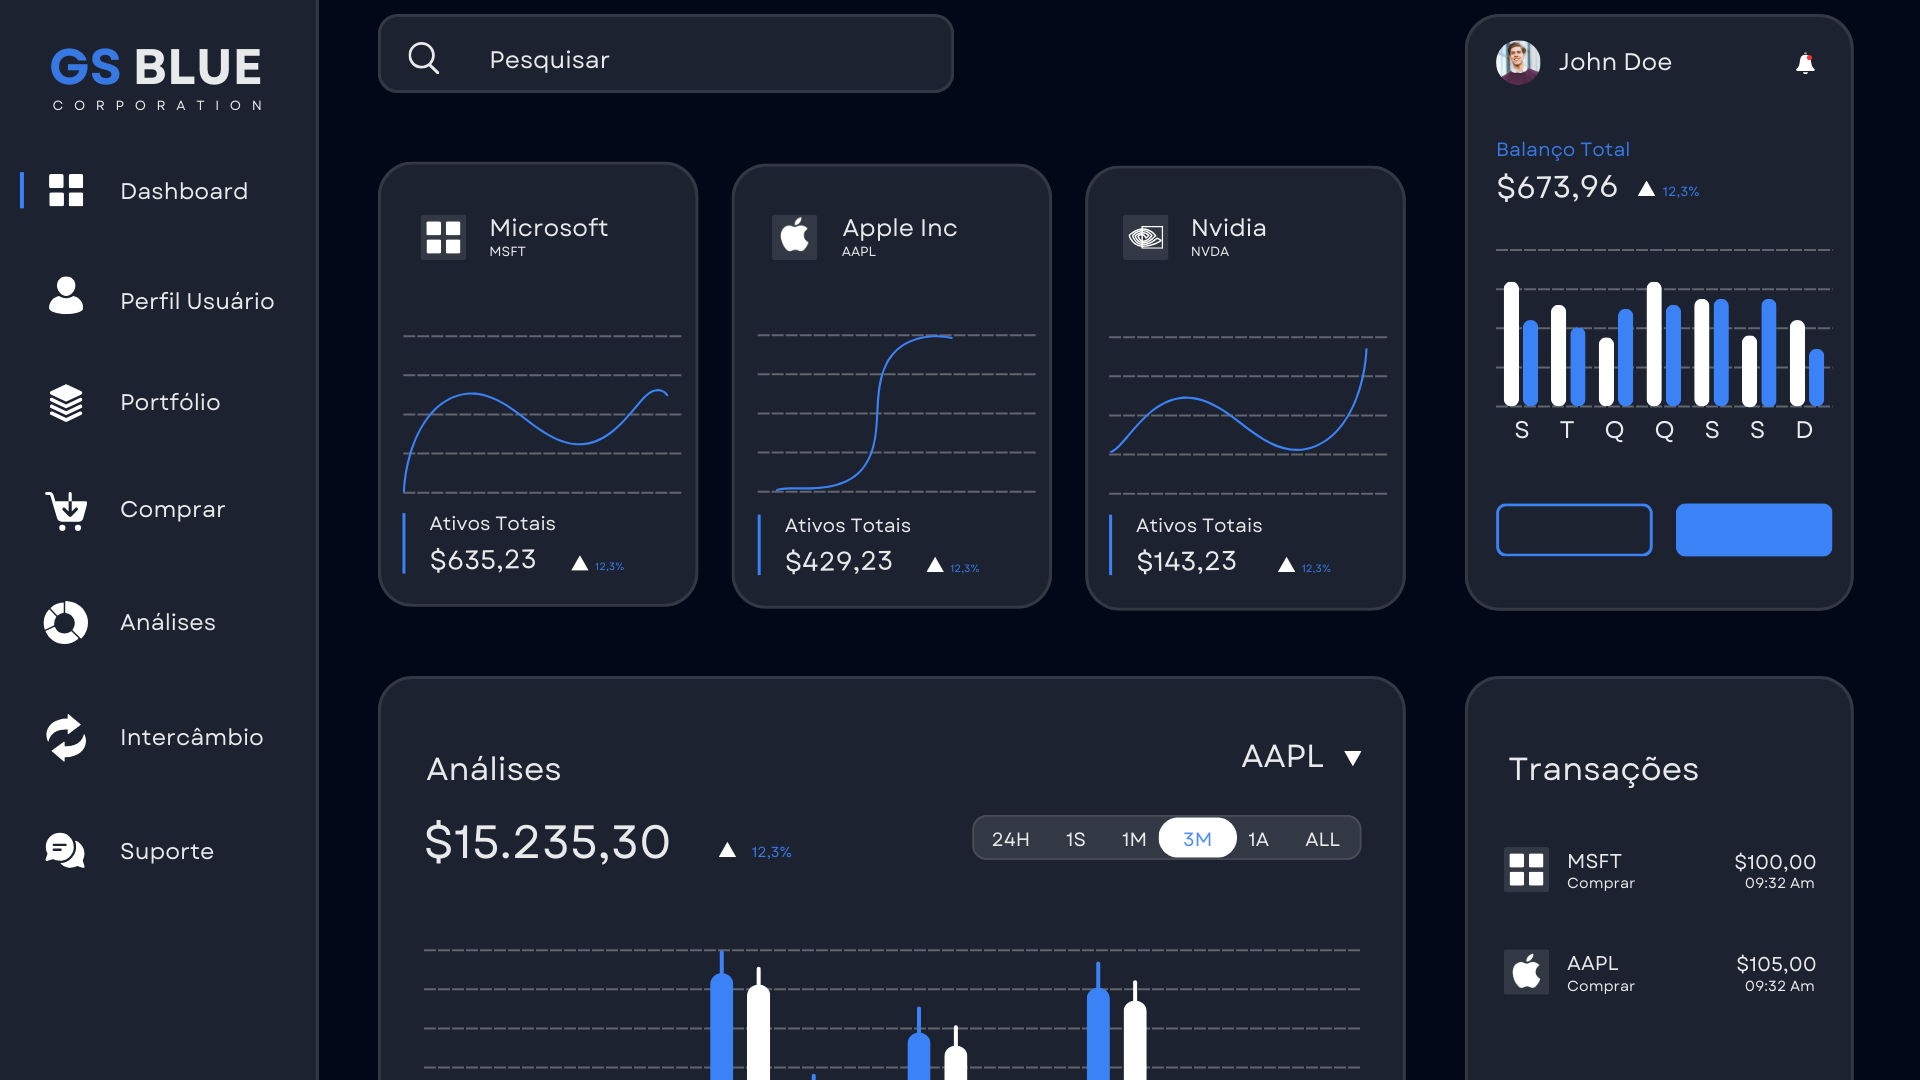 GS BLUE
CORPORATION
Dashboard
Perfil Usuário
Portfólio
Comprar
Análises
Intercâmbio
Suporte
Pesquisar
Microsoft
MSFT
Ativos Totais
$635,23 12,3%
Apple Inc
AAPL
Ativos Totais
$429,23 12,3%
Nvidia
NVDA
Ativos Totais
$143,23 12,3%
John Doe
Balanço Total
$673,96 12,3%
S T Q Q S S D
Análises
AAPL
$15.235,30 12,3%
24H 1S 1M 3M 1A ALL
Transações
MSFT $100,00
Comprar 09:32 Am
AAPL $105,00
Comprar 09:32 Am